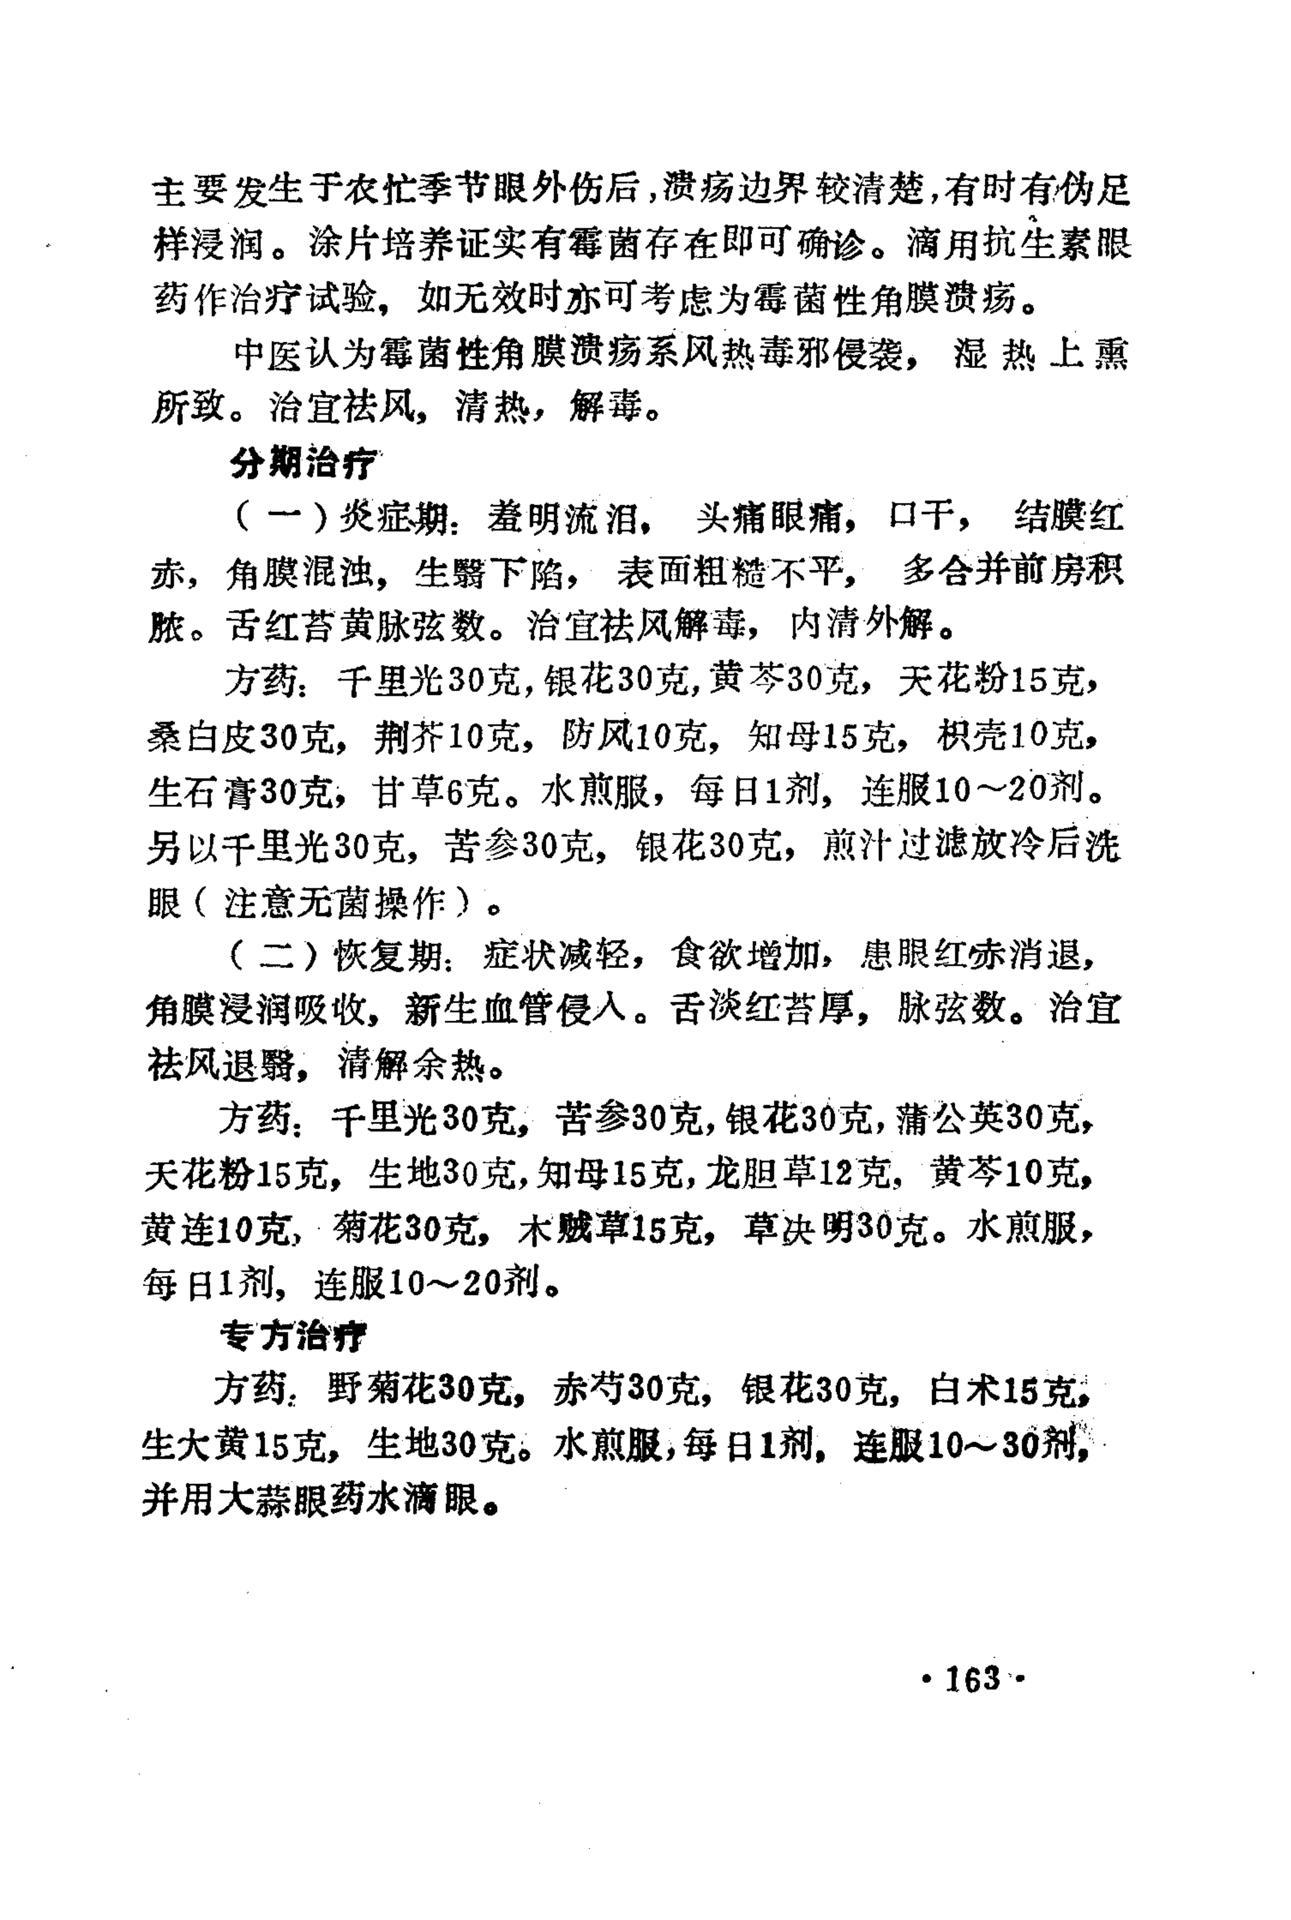 主要发生于农忙季节眼外伤后,溃疡边界较清楚,有时有伪足
样浸润。涂片培养证实有霉菌存在即可确诊。滴用抗生素眼
药作治疗试验，如无效时亦可考虑为霉菌性角膜溃疡。
中医认为霉菌性角膜溃疡系风热毒邪侵袭，湿热上熏
所致。治宜祛风，清热，解毒。
分期治疗
（一）炎症期：羞明流泪，头痛眼痛，口干，结膜红
赤，角膜混浊，生翳下陷，表面粗糙不平，多合并前房积
脓。舌红苔黄脉弦数。治宜祛风解毒，内清外解。
方药：千里光30克,银花30克,黄芩30克，天花粉15克，
桑白皮30克，荆芥10克，防风10克，知母15克，枳壳10克，
生石膏30克，甘草6克。水煎服，每日1剂，连服10～20剂。
另以千里光30克，苦参30克，银花30克，煎汁过滤放冷后洗
眼（注意无菌操作）。
（二）恢复期：症状减轻，食欲增加，患眼红赤消退，
角膜浸润吸收，新生血管侵入。舌淡红苔厚，脉弦数。治宜
祛风退翳，清解余热。
方药：千里光30克，苦参30克,银花30克,蒲公英30克，
天花粉15克，生地30克,知母15克,龙胆草12克，黄芩10克，
黄连10克，菊花30克，木贼草15克，草决明30克。水煎服，
每日1剂，连服10～20剂。
专方治疗
方药：野菊花30克，赤芍30克，银花30克，白术15克，
生大黄15克，生地30克。水煎服,每日1剂，连服10～30剂，
并用大蒜眼药水滴眼。
·163·